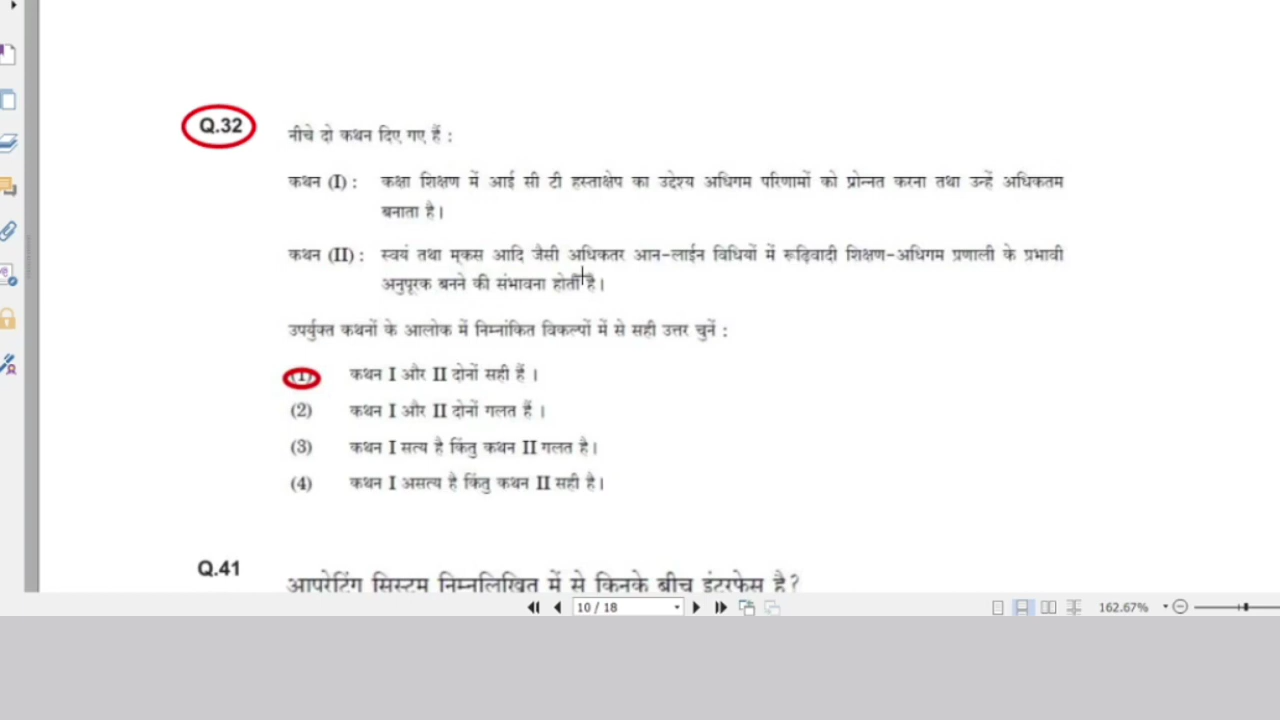 Q.32 नीचे दो कथन दिए गए हैं :
कथन (I) : कक्षा शिक्षण में आई सी टी हस्ताक्षेप का उद्देश्य अधिगम परिणामों को प्रोन्नत करना तथा उन्हें अधिकतम
बनाता है।
कथन (II) : स्वयं तथा मूकस आदि जैसी अधिकतर आन-लाईन विधियों में रूढ़िवादी शिक्षण-अधिगम प्रणाली के प्रभावी
अनुपूरक बनने की संभावना होती है।
उपर्युक्त कथनों के आलोक में निम्नांकित विकल्पों में से सही उत्तर चुनें :
(1) कथन I और II दोनों सही हैं ।
(2) कथन I और II दोनों गलत हैं ।
(3) कथन I सत्य है किंतु कथन II गलत है।
(4) कथन I असत्य है किंतु कथन II सही है।
Q.41 आपरेटिंग सिस्टम निम्नलिखित में से किनके बीच इंटरफेस है?
10 / 18
162.67%